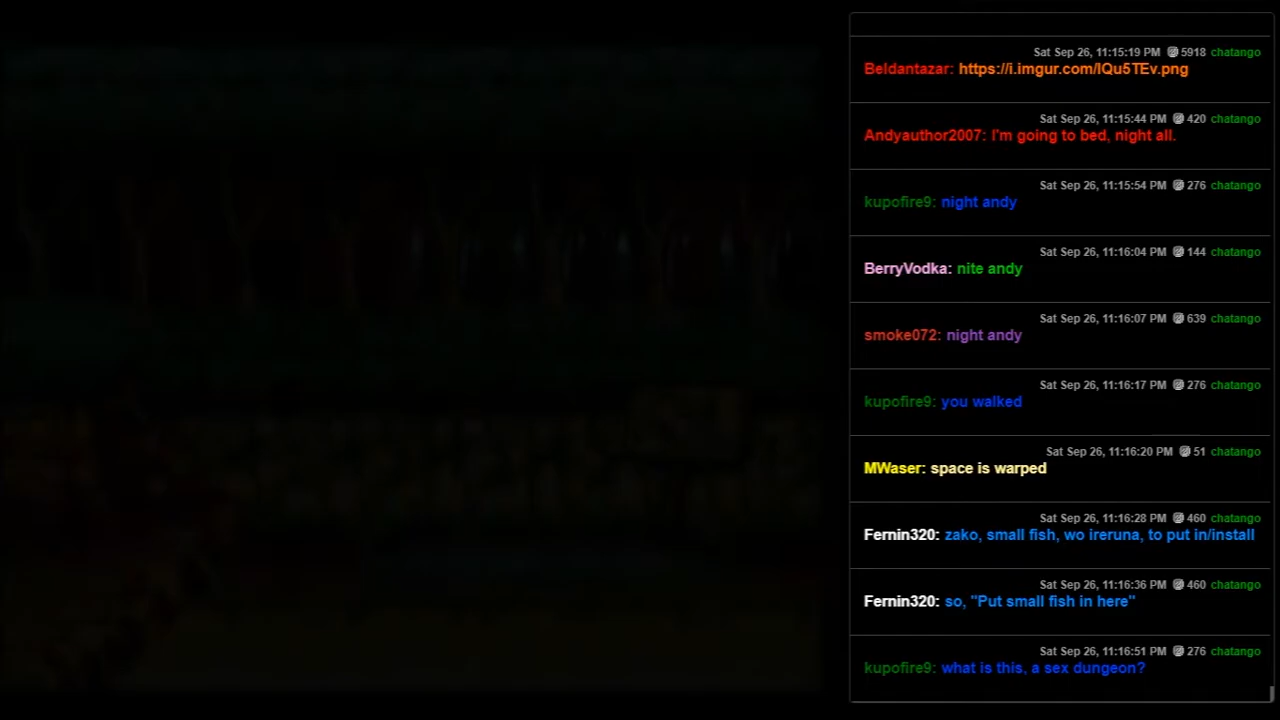 Sat Sep 26, 11:15:19 PM 5918 chatango
Beldantazar: https://i.imgur.com/IQu5TEv.png
Sat Sep 26, 11:15:44 PM 420 chatango
Andyauthor2007: I'm going to bed, night all.
Sat Sep 26, 11:15:54 PM 276 chatango
kupofire9: night andy
Sat Sep 26, 11:16:04 PM 144 chatango
BerryVodka: nite andy
Sat Sep 26, 11:16:07 PM 639 chatango
smoke072: night andy
Sat Sep 26, 11:16:17 PM 276 chatango
kupofire9: you walked
Sat Sep 26, 11:16:20 PM 51 chatango
MWaser: space is warped
Sat Sep 26, 11:16:28 PM 460 chatango
Fernin320: zako, small fish, wo ireruna, to put in/install
Sat Sep 26, 11:16:36 PM 460 chatango
Fernin320: so, "Put small fish in here"
Sat Sep 26, 11:16:51 PM 276 chatango
kupofire9: what is this, a sex dungeon?